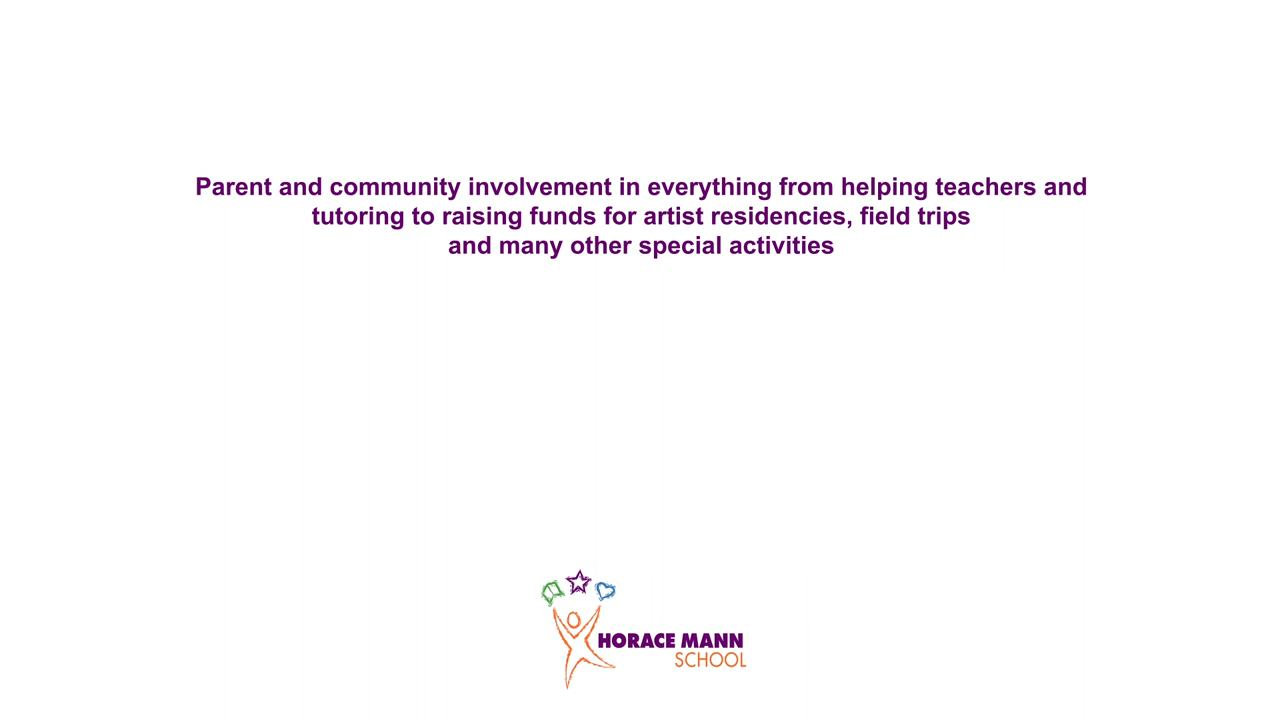 Parent and community involvement in everything from helping teachers and
tutoring to raising funds for artist residencies, field trips
and many other special activities
HORACE MANN
SCHOOL